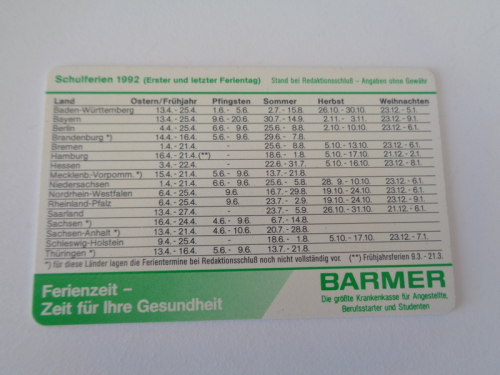 Schulferien 1992 (Erster und letzter Ferientag) Stand bei Redaktionsschluß – Angaben ohne Gewähr
Land Ostern/Frühjahr Pfingsten Sommer Herbst Weihnachten
Baden-Württemberg 13.4. - 25.4. 1.6. - 5.6. 2.7. - 15.8. 26.10. - 30.10. 23.12. - 5.1.
Bayern 13.4. - 25.4. 9.6. - 20.6. 30.7. - 14.9. 2.11. - 3.11. 23.12. - 9.1.
Berlin 4.4. - 25.4. 6.6. - 9.6. 25.6. - 8.8. 2.10. - 10.10. 23.12. - 6.1.
Brandenburg *) 14.4. - 16.4. 5.6. - 9.6. 29.6. - 8.8.
Bremen 1.4. - 21.4. - 25.6. - 8.8. 5.10. - 13.10. 23.12. - 6.1.
Hamburg 16.4. - 21.4. (**) - 18.6. - 1.8. 5.10. - 17.10. 21.12. - 2.1.
Hessen 3.4. - 22.4. - 22.6. - 31.7. 5.10. - 16.10. 23.12. - 8.1.
Mecklenb.-Vorpomm. *) 15.4. - 21.4. 5.6. - 9.6. 13.7. - 21.8.
Niedersachsen 1.4. - 21.4. 6.6. - 9.6. 25.6. - 5.8. 28. 9. - 10.10. 23.12. - 6.1.
Nordrhein-Westfalen 6.4. - 25.4. 9.6. 16.7. - 29.8. 19.10. - 24.10. 23.12. - 6.1.
Rheinland-Pfalz 6.4. - 25.4. 9.6. 23.7. - 2.9. 19.10. - 24.10. 23.12. - 9.1.
Saarland 13.4. - 27.4. - 23.7. - 5.9. 26.10. - 31.10. 21.12. - 6.1.
Sachsen *) 16.4. - 24.4. 4.6. - 9.6. 6.7. - 14.8.
Sachsen-Anhalt *) 13.4. - 21.4. 4.6. - 10.6. 20.7. - 28.8.
Schleswig-Holstein 9.4. - 25.4. - 18.6. - 1.8. 5.10. - 17.10. 23.12. - 7.1.
Thüringen *) 13.4. - 16.4. 5.6. - 9.6. 13.7. - 21.8.
*) für diese Länder lagen die Ferientermine bei Redaktionsschluß noch nicht vollständig vor. (**) Frühjahrsferien 9.3. - 21.3.
Ferienzeit –
Zeit für Ihre Gesundheit
BARMER
Die größte Krankenkasse für Angestellte,
Berufsstarter und Studenten